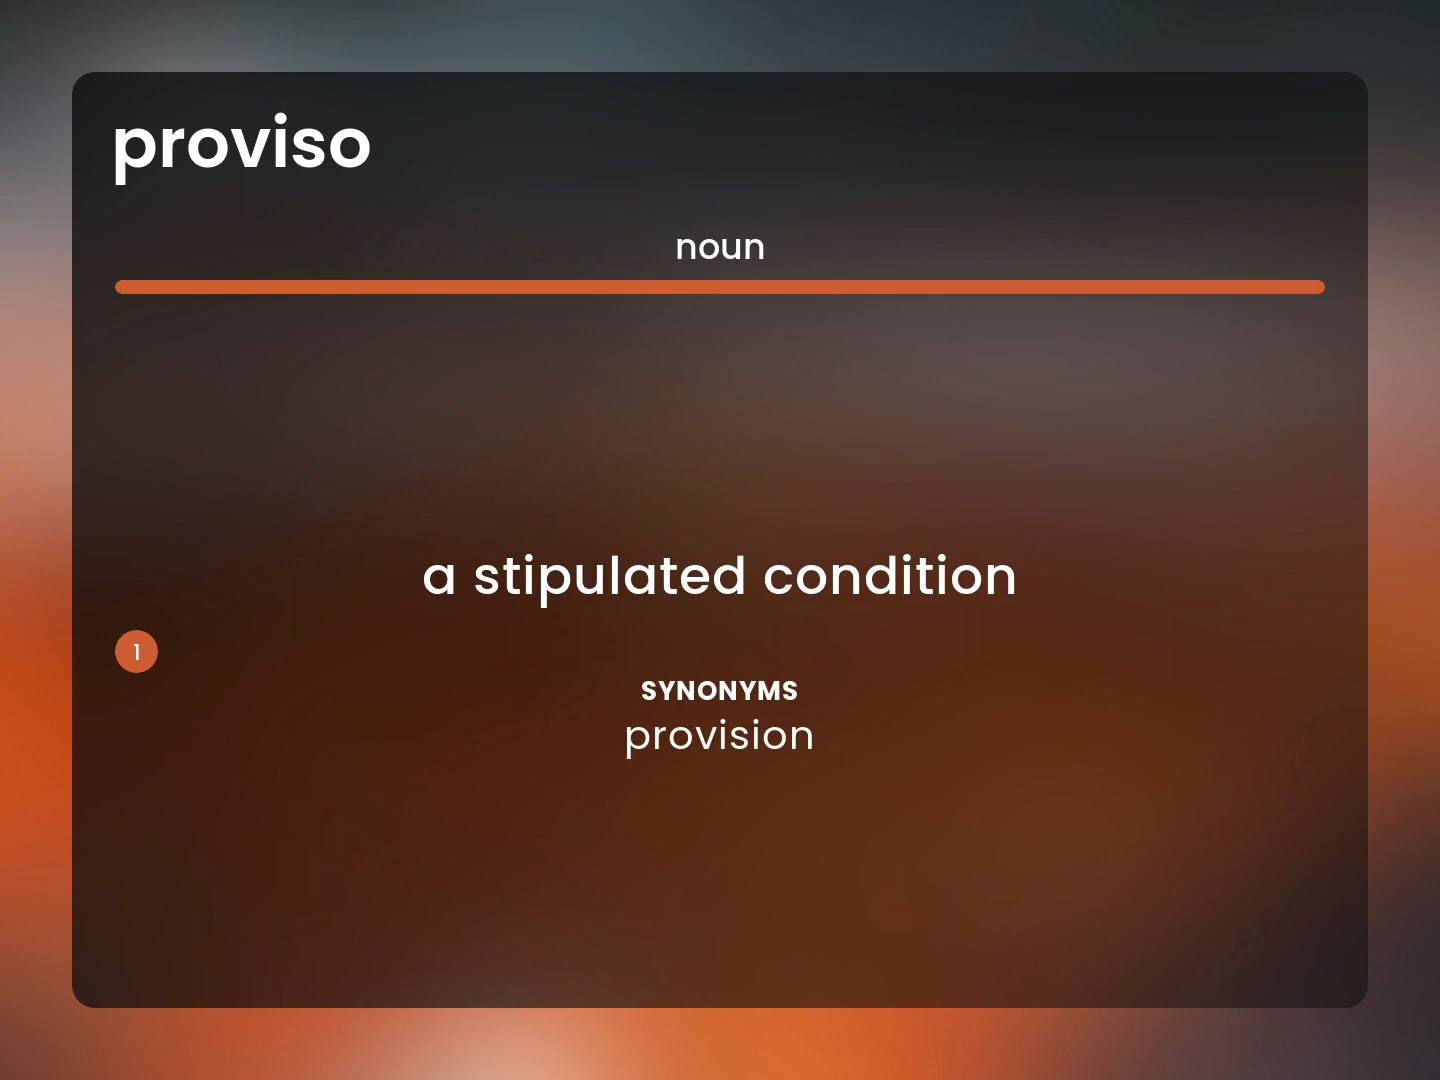 proviso
noun
a stipulated condition
1
SYNONYMS
provision